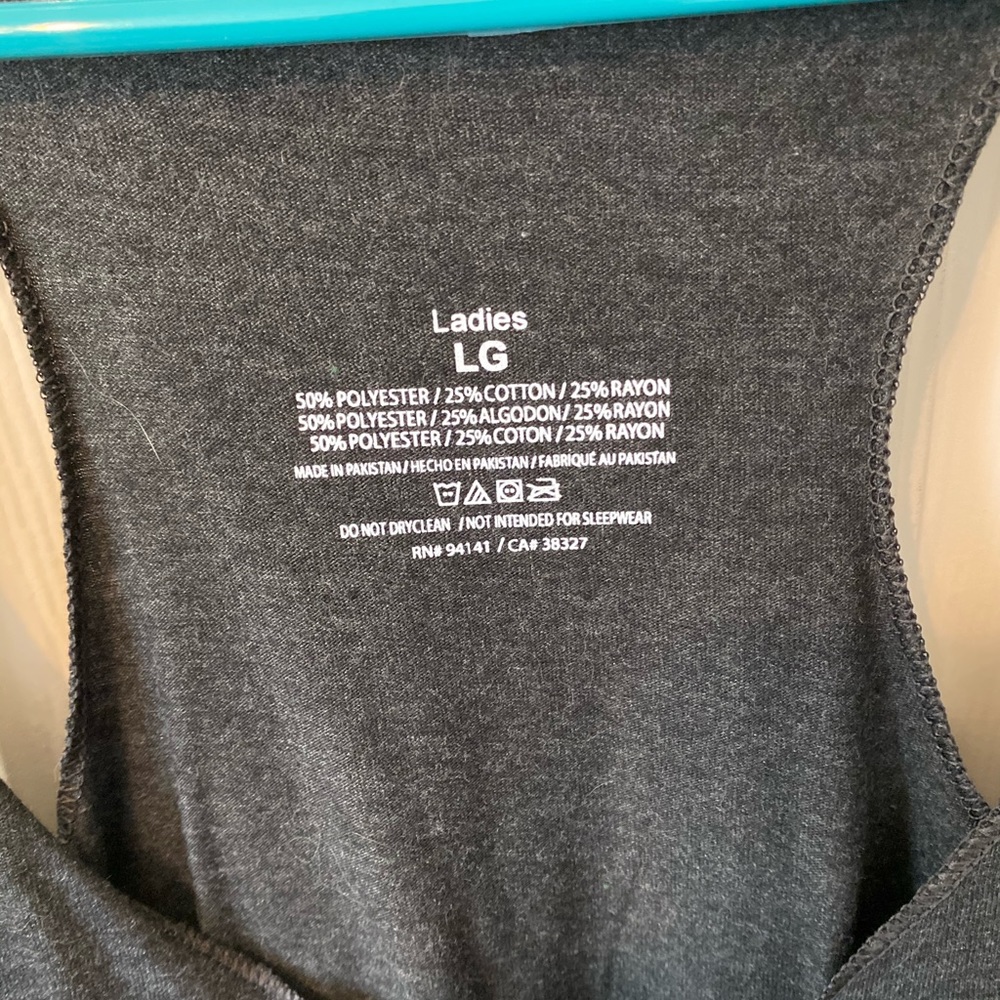 Ladies
LG
50% POLYESTER / 25% COTTON / 25% RAYON
50% POLYESTER / 25% ALGODON / 25% RAYON
50% POLYESTER / 25% COTON / 25% RAYON
MADE IN PAKISTAN / HECHO EN PAKISTAN / FABRIQUÉ AU PAKISTAN
DO NOT DRYCLEAN / NOT INTENDED FOR SLEEPWEAR
RN# 94141 / CA# 38327